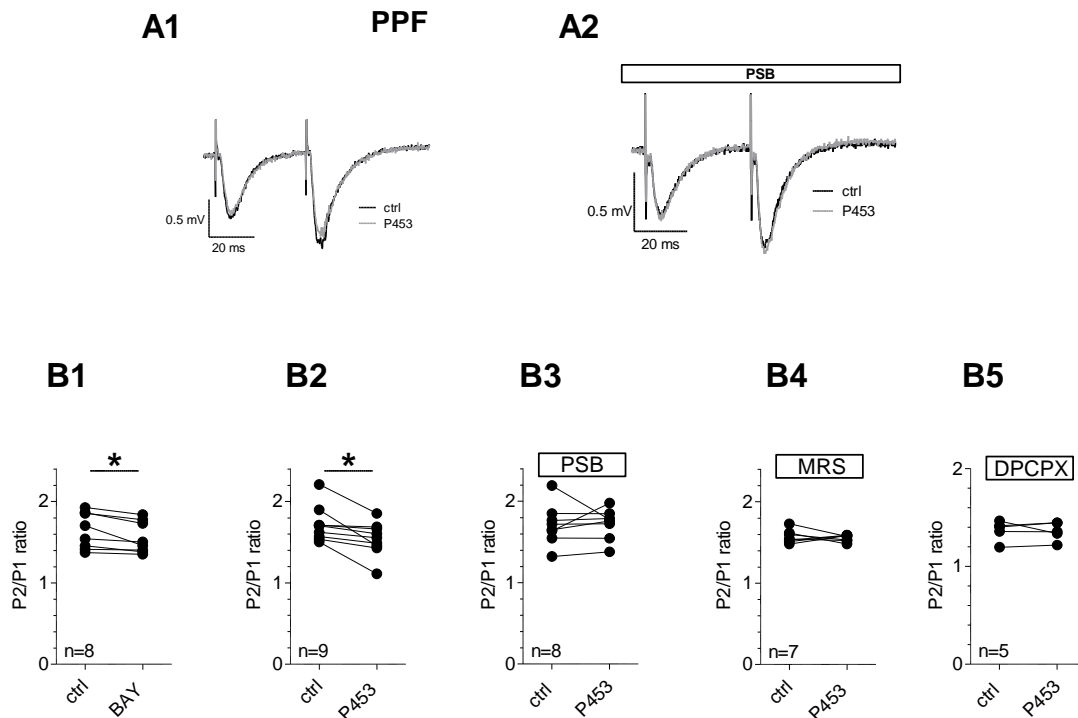 A1
PPF
A2
PSB
ctrl
P453
0.5 mV
20 ms
ctrl
P453
0.5 mV
20 ms
B1
B2
B3
B4
B5
*
P2/P1 ratio
2
1
0
n=8
ctrl
BAY
*
P2/P1 ratio
2
1
0
n=9
ctrl
P453
PSB
P2/P1 ratio
2
1
0
n=8
ctrl
P453
MRS
P2/P1 ratio
2
1
0
n=7
ctrl
P453
DPCPX
P2/P1 ratio
2
1
0
n=5
ctrl
P453